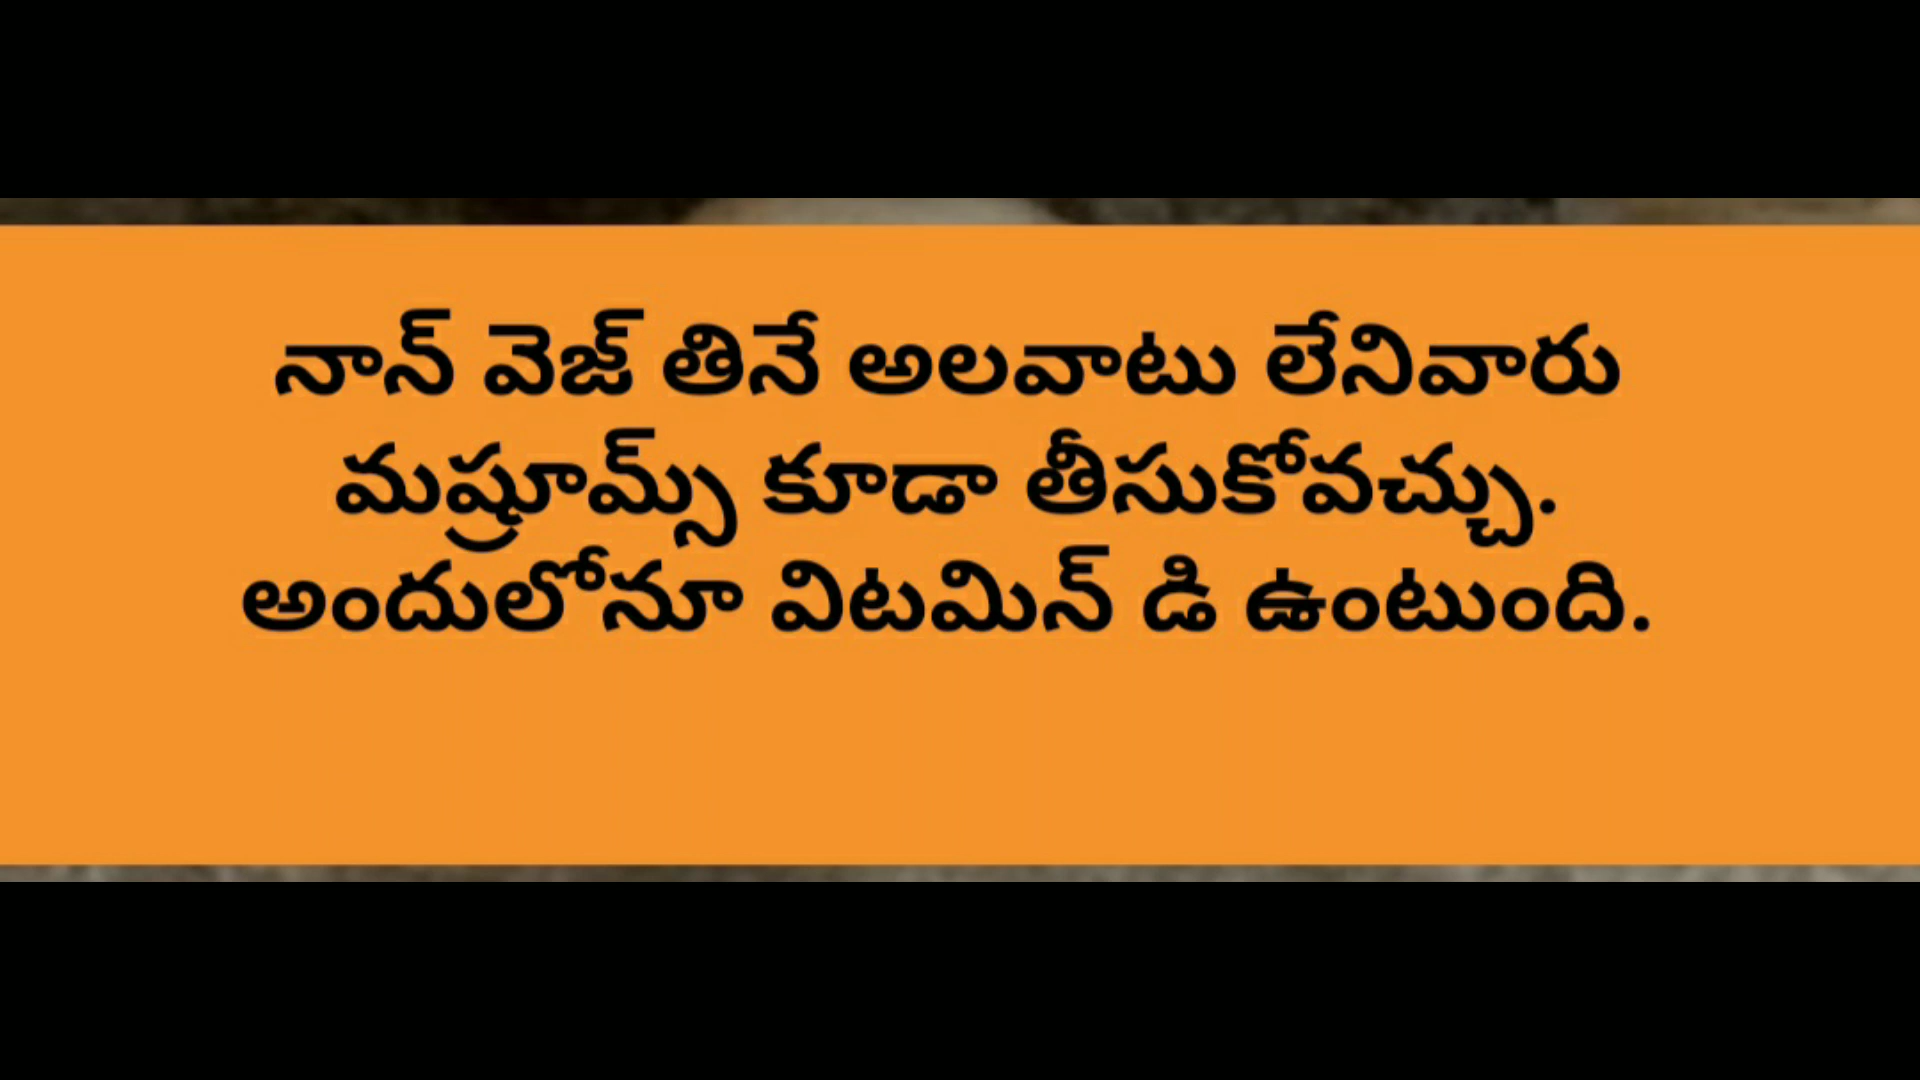 నాన్ వెజ్ తినే అలవాటు లేనివారు
మష్రూమ్స్ కూడా తీసుకోవచ్చు.
అందులోనూ విటమిన్ డి ఉంటుంది.